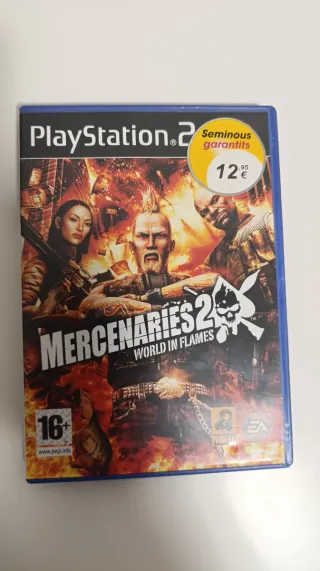 PlayStation®2
Seminous
garantits
12,95
€
MERCENARIES 2
WORLD IN FLAMES
16+
www.pegi.info
EA